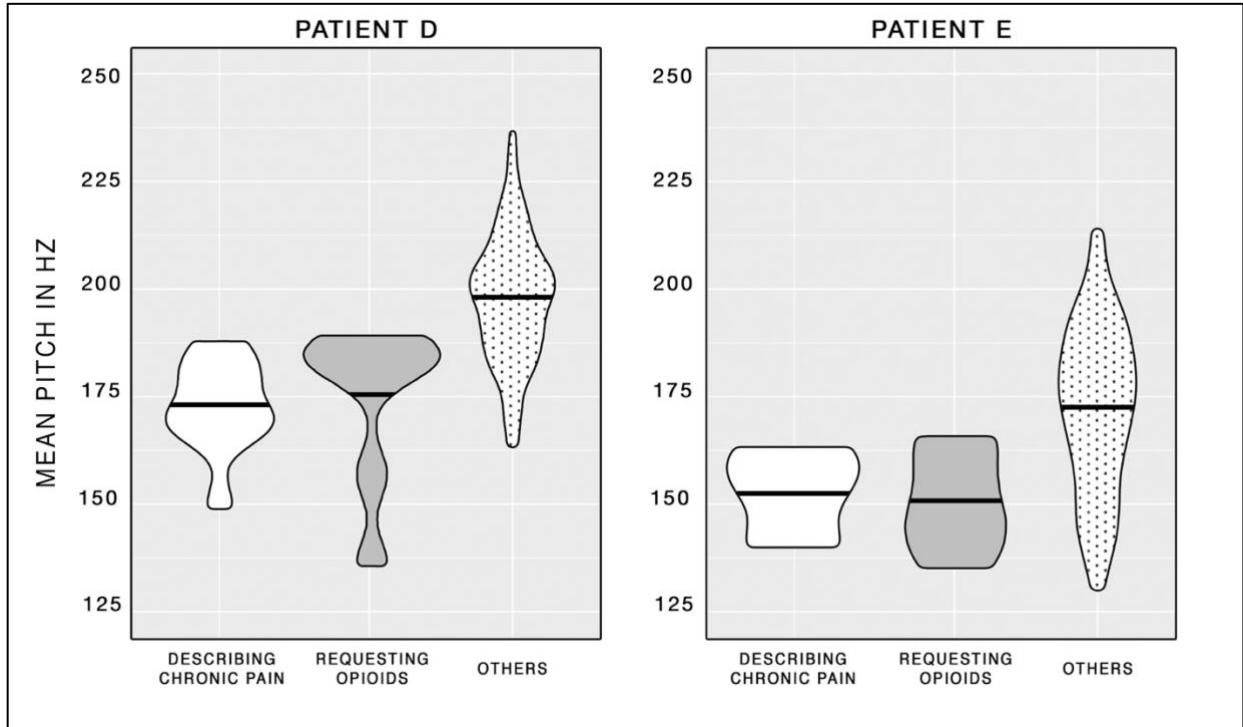 PATIENT D
PATIENT E
MEAN PITCH IN HZ
250
225
200
175
150
125
DESCRIBING
CHRONIC PAIN
REQUESTING
OPIOIDS
OTHERS
250
225
200
175
150
125
DESCRIBING
CHRONIC PAIN
REQUESTING
OPIOIDS
OTHERS